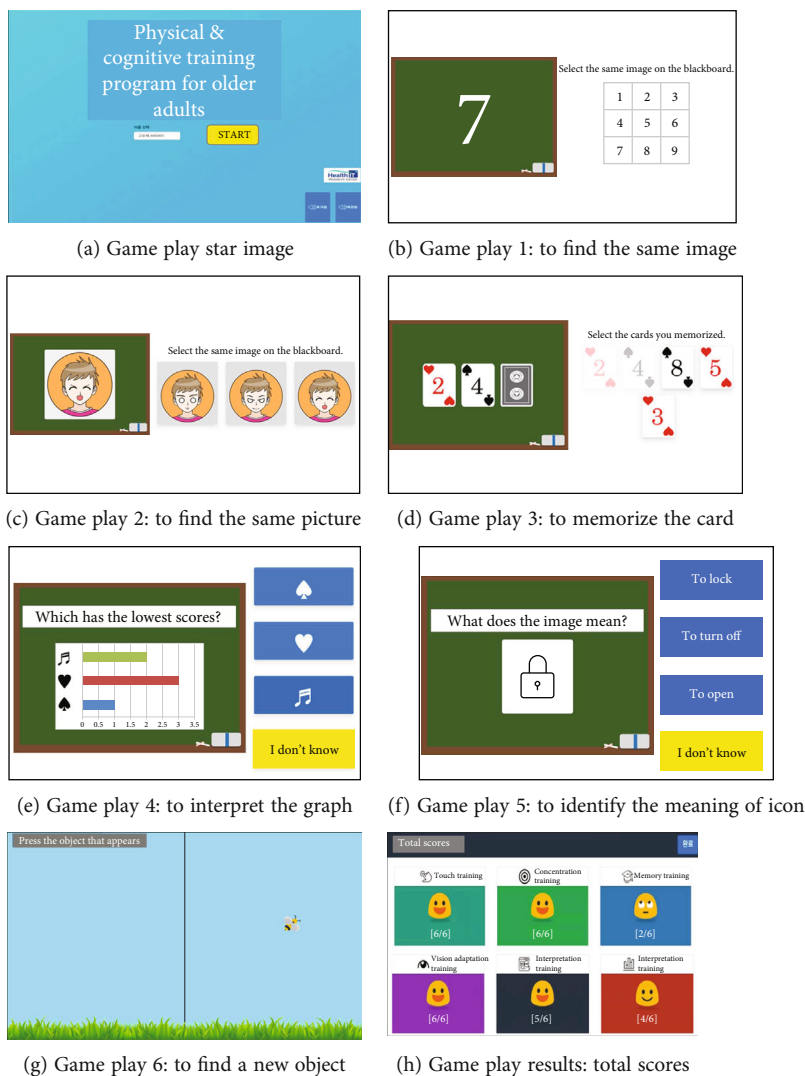 Physical &
cognitive training
program for older
adults
START
Health IT
(a) Game play star image
7
Select the same image on the blackboard.
1 2 3
4 5 6
7 8 9
(b) Game play 1: to find the same image
Select the same image on the blackboard.
(c) Game play 2: to find the same picture
2 4
Select the cards you memorized.
2 4 8 5
3
(d) Game play 3: to memorize the card
Which has the lowest scores?
0 0.5 1 1.5 2 2.5 3 3.5
I don't know
(e) Game play 4: to interpret the graph
What does the image mean?
To lock
To turn off
To open
I don't know
(f) Game play 5: to identify the meaning of icon
Press the object that appears
(g) Game play 6: to find a new object
Total scores
완료
Touch training
Concentration
training
Memory training
[6/6]
[6/6]
[2/6]
Vision adaptation
training
Interpretation
training
Interpretation
training
[6/6]
[5/6]
[4/6]
(h) Game play results: total scores